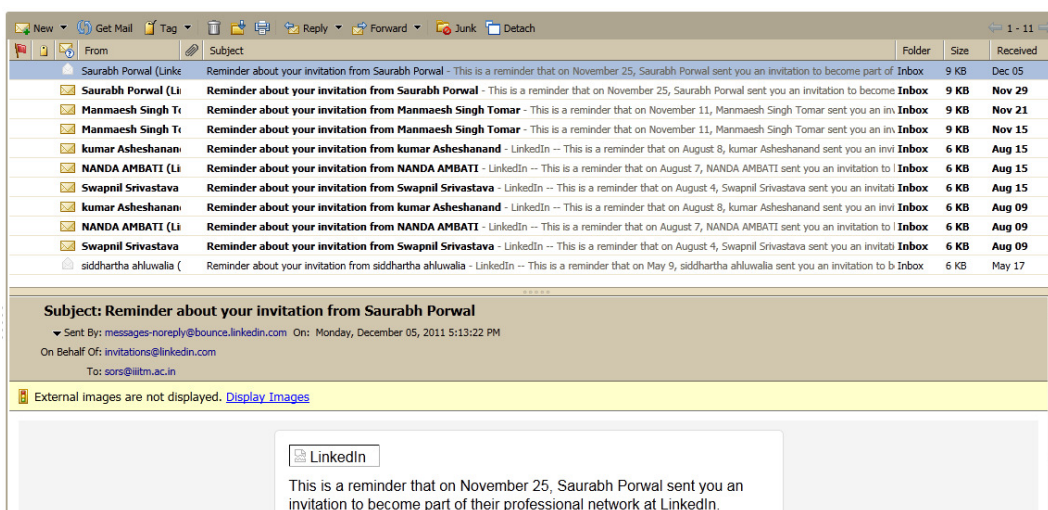 New Get Mail Tag Reply Forward Junk Detach 1 - 11
From Subject Folder Size Received
Saurabh Porwal (Linke Reminder about your invitation from Saurabh Porwal - This is a reminder that on November 25, Saurabh Porwal sent you an invitation to become part of Inbox 9 KB Dec 05
Saurabh Porwal (Li Reminder about your invitation from Saurabh Porwal - This is a reminder that on November 25, Saurabh Porwal sent you an invitation to become Inbox 9 KB Nov 29
Manmaesh Singh To Reminder about your invitation from Manmaesh Singh Tomar - This is a reminder that on November 11, Manmaesh Singh Tomar sent you an inv Inbox 9 KB Nov 21
Manmaesh Singh To Reminder about your invitation from Manmaesh Singh Tomar - This is a reminder that on November 11, Manmaesh Singh Tomar sent you an inv Inbox 9 KB Nov 15
kumar Asheshanand Reminder about your invitation from kumar Asheshanand - LinkedIn -- This is a reminder that on August 8, kumar Asheshanand sent you an invi Inbox 6 KB Aug 15
NANDA AMBATI (Li Reminder about your invitation from NANDA AMBATI - LinkedIn -- This is a reminder that on August 7, NANDA AMBATI sent you an invitation to Inbox 6 KB Aug 15
Swapnil Srivastava Reminder about your invitation from Swapnil Srivastava - LinkedIn -- This is a reminder that on August 4, Swapnil Srivastava sent you an invitati Inbox 6 KB Aug 15
kumar Asheshanand Reminder about your invitation from kumar Asheshanand - LinkedIn -- This is a reminder that on August 8, kumar Asheshanand sent you an invi Inbox 6 KB Aug 09
NANDA AMBATI (Li Reminder about your invitation from NANDA AMBATI - LinkedIn -- This is a reminder that on August 7, NANDA AMBATI sent you an invitation to Inbox 6 KB Aug 09
Swapnil Srivastava Reminder about your invitation from Swapnil Srivastava - LinkedIn -- This is a reminder that on August 4, Swapnil Srivastava sent you an invitati Inbox 6 KB Aug 09
siddhartha ahluwalia ( Reminder about your invitation from siddhartha ahluwalia - LinkedIn -- This is a reminder that on May 9, siddhartha ahluwalia sent you an invitation to b Inbox 6 KB May 17
Subject: Reminder about your invitation from Saurabh Porwal
Sent By: messages-noreply@bounce.linkedin.com On: Monday, December 05, 2011 5:13:22 PM
On Behalf Of: invitations@linkedin.com
To: sors@iiitm.ac.in
External images are not displayed. Display Images
LinkedIn
This is a reminder that on November 25, Saurabh Porwal sent you an
invitation to become part of their professional network at LinkedIn.